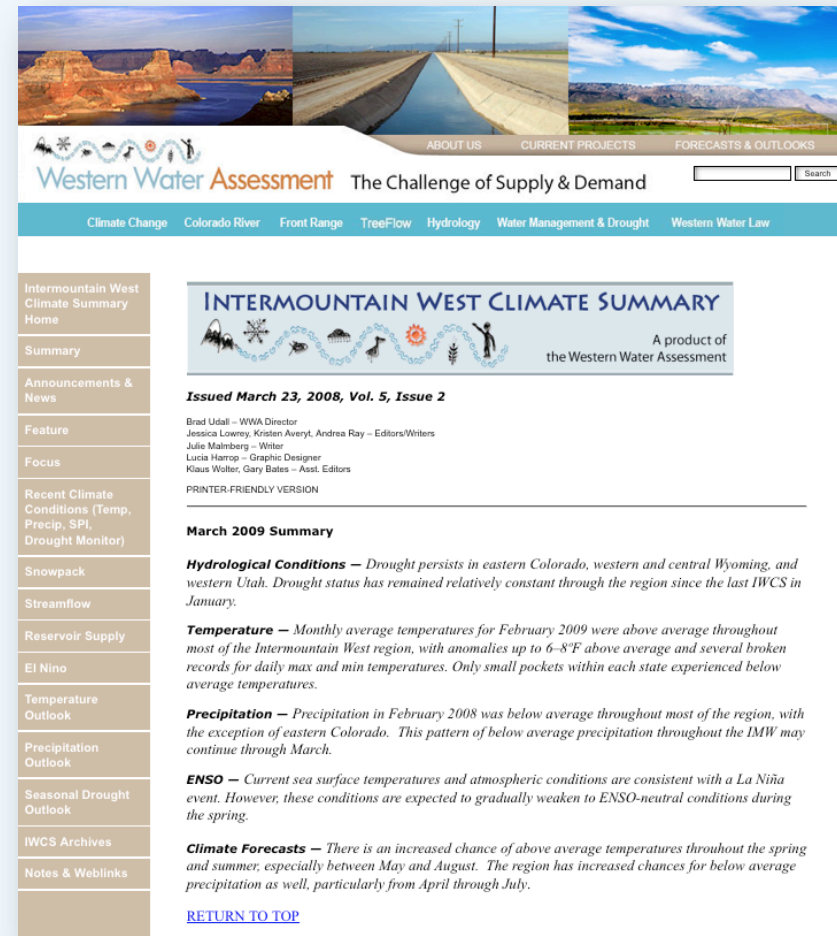 ABOUT US CURRENT PROJECTS FORECASTS & OUTLOOKS
Western Water Assessment The Challenge of Supply & Demand
Search
Climate Change Colorado River Front Range TreeFlow Hydrology Water Management & Drought Western Water Law
Intermountain West
Climate Summary
Home
Summary
Announcements &
News
Feature
Focus
Recent Climate
Conditions (Temp,
Precip, SPI,
Drought Monitor)
Snowpack
Streamflow
Reservoir Supply
El Nino
Temperature
Outlook
Precipitation
Outlook
Seasonal Drought
Outlook
IWCS Archives
Notes & Weblinks
INTERMOUNTAIN WEST CLIMATE SUMMARY
A product of
the Western Water Assessment
Issued March 23, 2008, Vol. 5, Issue 2
Brad Udall – WWA Director
Jessica Lowrey, Kristen Averyt, Andrea Ray – Editors/Writers
Julie Malmberg – Writer
Lucia Harrop – Graphic Designer
Klaus Wolter, Gary Bates – Asst. Editors
PRINTER-FRIENDLY VERSION
March 2009 Summary
Hydrological Conditions — Drought persists in eastern Colorado, western and central Wyoming, and
western Utah. Drought status has remained relatively constant through the region since the last IWCS in
January.
Temperature — Monthly average temperatures for February 2009 were above average throughout
most of the Intermountain West region, with anomalies up to 6–8ºF above average and several broken
records for daily max and min temperatures. Only small pockets within each state experienced below
average temperatures.
Precipitation — Precipitation in February 2008 was below average throughout most of the region, with
the exception of eastern Colorado. This pattern of below average precipitation throughout the IMW may
continue through March.
ENSO — Current sea surface temperatures and atmospheric conditions are consistent with a La Niña
event. However, these conditions are expected to gradually weaken to ENSO-neutral conditions during
the spring.
Climate Forecasts — There is an increased chance of above average temperatures throuhout the spring
and summer, especially between May and August. The region has increased chances for below average
precipitation as well, particularly from April through July.
RETURN TO TOP